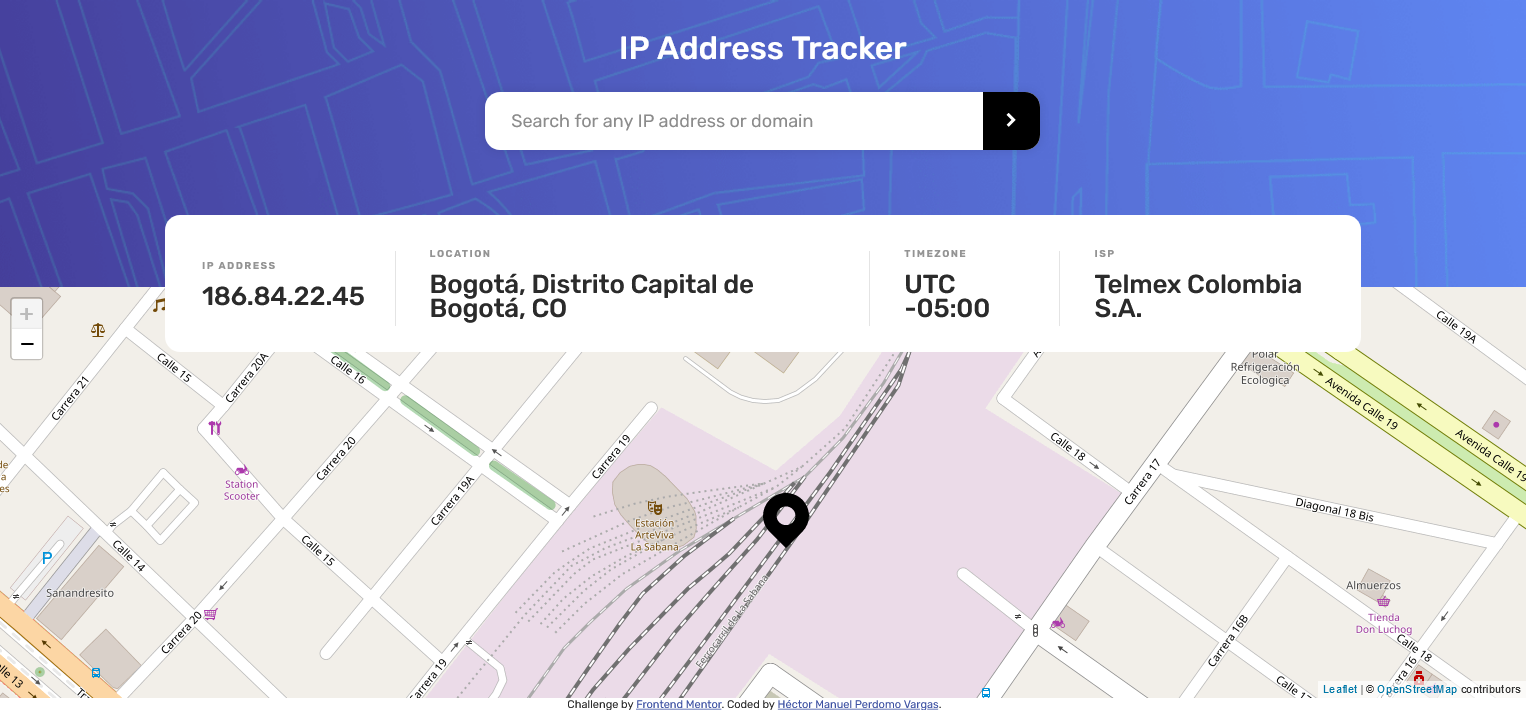 IP Address Tracker
Search for any IP address or domain
IP ADDRESS
186.84.22.45
LOCATION
Bogotá, Distrito Capital de
Bogotá, CO
TIMEZONE
UTC
-05:00
ISP
Telmex Colombia
S.A.
+
−
Calle 19A
Calle 15
Carrera 20A
Calle 16
Carrera 21
Polar
Refrigeración
Ecologica
Avenida Calle 19
Avenida Calle 19
Carrera 20
Carrera 19
Calle 18
Carrera 17
Station
Scooter
Carrera 19A
Estación
ArteViva
La Sabana
Diagonal 18 Bis
P
Calle 14
Calle 15
Sanandresito
Ferrocarril de La Sabana
Almuerzos
Tienda
Don Luchog
Carrera 20
Carrera 16B
Calle 18
Carrera 19
Calle 13
Leaflet | © OpenStreetMap contributors
Challenge by Frontend Mentor. Coded by Héctor Manuel Perdomo Vargas.